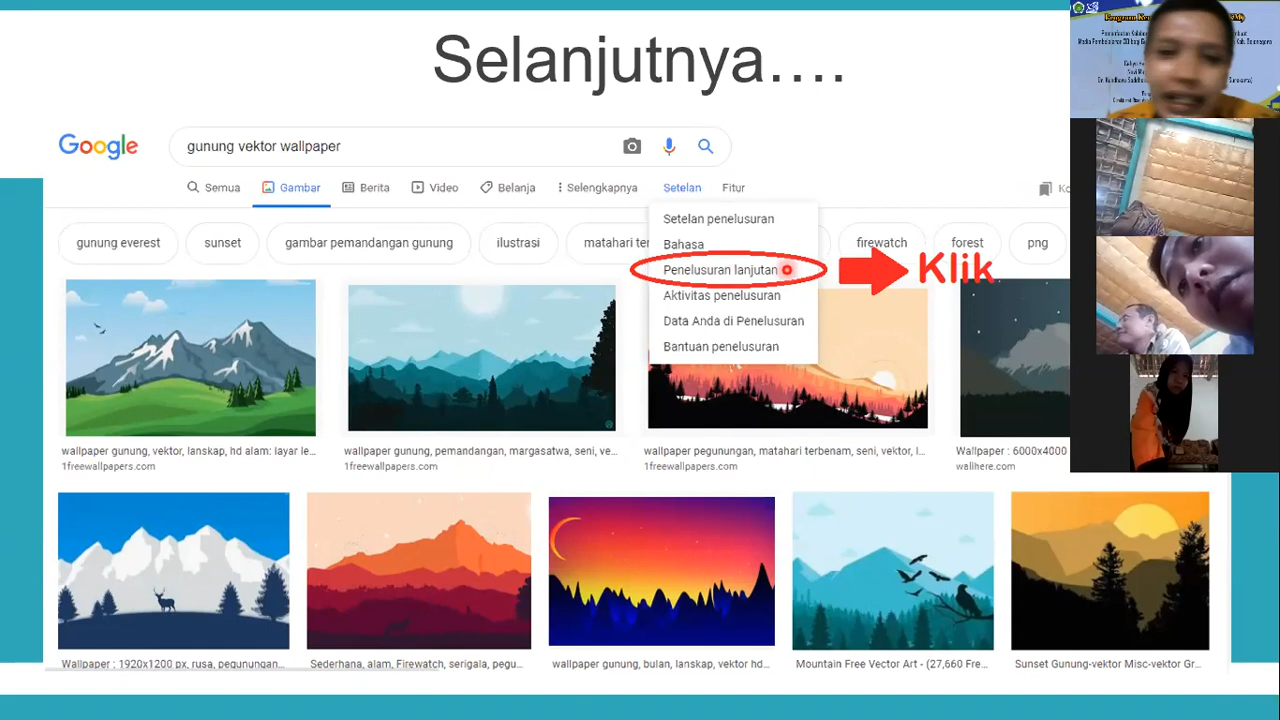 Selanjutnya....
Google
gunung vektor wallpaper
Semua
Gambar
Berita
Video
Belanja
Selengkapnya
Setelan
Fitur
Setelan penelusuran
Bahasa
Penelusuran lanjutan
Aktivitas penelusuran
Data Anda di Penelusuran
Bantuan penelusuran
Klik
gunung everest
sunset
gambar pemandangan gunung
ilustrasi
matahari
firewatch
forest
png
wallpaper gunung, vektor, lanskap, hd alam: layar le...
1freewallpapers.com
wallpaper gunung, pemandangan, margasatwa, seni, ve...
1freewallpapers.com
wallpaper pegunungan, matahari terbenam, seni, vektor, l...
1freewallpapers.com
Wallpaper : 6000x4000
wallhere.com
Wallpaper : 1920x1200 px, rusa, pegunungan...
Sederhana, alam, Firewatch, serigala, pegu...
wallpaper gunung, bulan, lanskap, vektor hd...
Mountain Free Vector Art - (27,660 Fre...
Sunset Gunung-vektor Misc-vektor Gr...